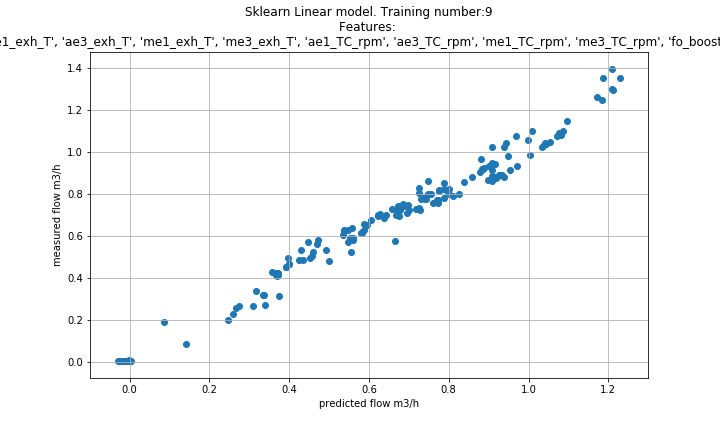 Sklearn Linear model. Training number:9
Features:
'ae3_exh_T', 'me1_exh_T', 'me3_exh_T', 'ae1_TC_rpm', 'ae3_TC_rpm', 'me1_TC_rpm', 'me3_TC_rpm',
1.4
1.2
1.0
0.8
0.6
0.4
0.2
0.0
measured flow m3/h
0.0 0.2 0.4 0.6 0.8 1.0 1.2
predicted flow m3/h